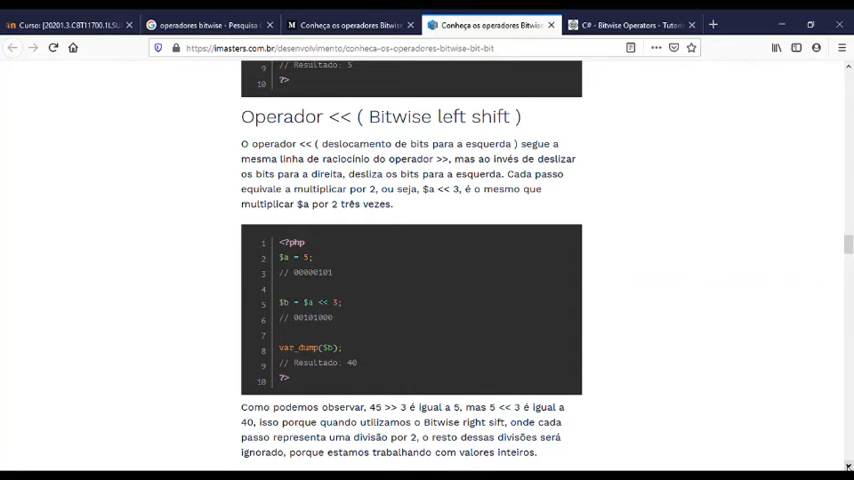 Curso: [20201.3.CBT11700.1LSU
operadores bitwise - Pesquisa
Conheça os operadores Bitwise
Conheça os operadores Bitwise
C# - Bitwise Operators - Tutori
https://imasters.com.br/desenvolvimento/conheca-os-operadores-bitwise-bit-bit
9 // Resultado: 5
10 ?>
Operador << ( Bitwise left shift )
O operador << ( deslocamento de bits para a esquerda ) segue a
mesma linha de raciocínio do operador >>, mas ao invés de deslizar
os bits para a direita, desliza os bits para a esquerda. Cada passo
equivale a multiplicar por 2, ou seja, $a << 3, é o mesmo que
multiplicar $a por 2 três vezes.
1 <?php
2 $a = 5;
3 // 00000101
4
5 $b = $a << 3;
6 // 00101000
7
8 var_dump($b);
9 // Resultado: 40
10 ?>
Como podemos observar, 45 >> 3 é igual a 5, mas 5 << 3 é igual a
40, isso porque quando utilizamos o Bitwise right sift, onde cada
passo representa uma divisão por 2, o resto dessas divisões será
ignorado, porque estamos trabalhando com valores inteiros.